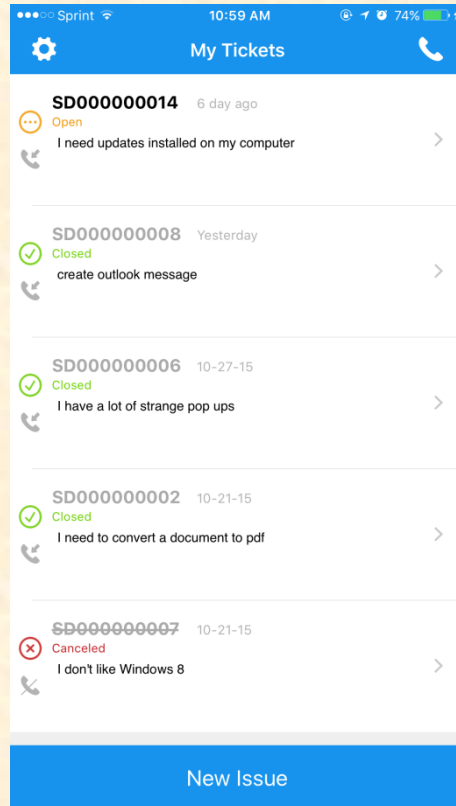 Sprint 10:59 AM 74%
My Tickets
SD000000014 6 day ago
Open
I need updates installed on my computer
SD000000008 Yesterday
Closed
create outlook message
SD000000006 10-27-15
Closed
I have a lot of strange pop ups
SD000000002 10-21-15
Closed
I need to convert a document to pdf
SD000000007 10-21-15
Canceled
I don't like Windows 8
New Issue